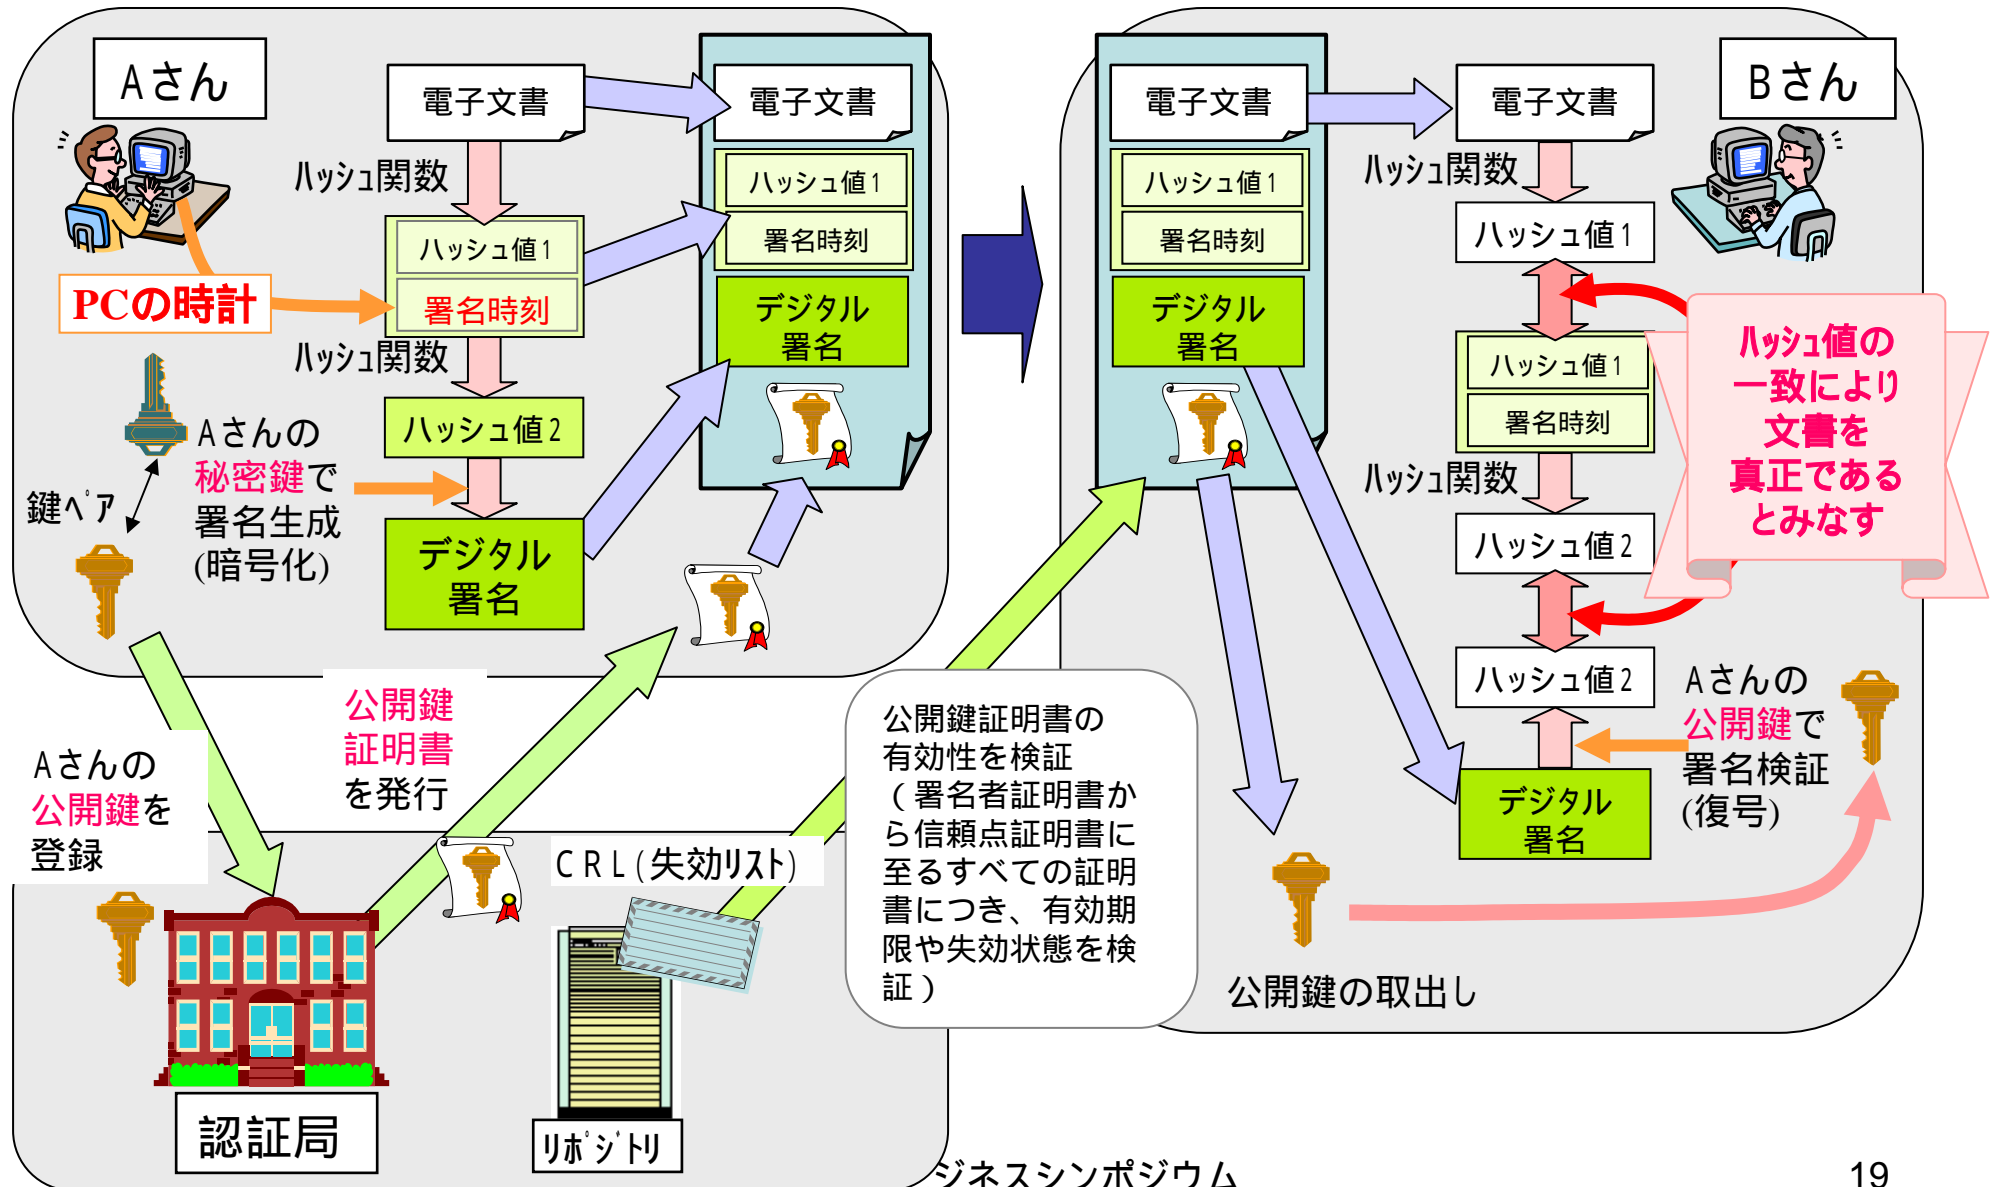 Aさん
電子文書
ハッシュ関数
ハッシュ値1
署名時刻
PCの時計
ハッシュ関数
ハッシュ値2
Aさんの
秘密鍵で
署名生成
(暗号化)
鍵ペア
デジタル
署名
電子文書
ハッシュ値1
署名時刻
デジタル
署名
Aさんの
公開鍵を
登録
公開鍵
証明書
を発行
認証局
CRL(失効リスト)
リポジトリ
公開鍵証明書の
有効性を検証
(署名者証明書か
ら信頼点証明書に
至るすべての証明
書につき、有効期
限や失効状態を検
証)
電子文書
ハッシュ値1
署名時刻
デジタル
署名
Bさん
電子文書
ハッシュ関数
ハッシュ値1
ハッシュ値1
署名時刻
ハッシュ関数
ハッシュ値2
ハッシュ値2
デジタル
署名
ハッシュ値の
一致により
文書を
真正である
とみなす
Aさんの
公開鍵で
署名検証
(復号)
公開鍵の取出し
ジネスシンポジウム
19